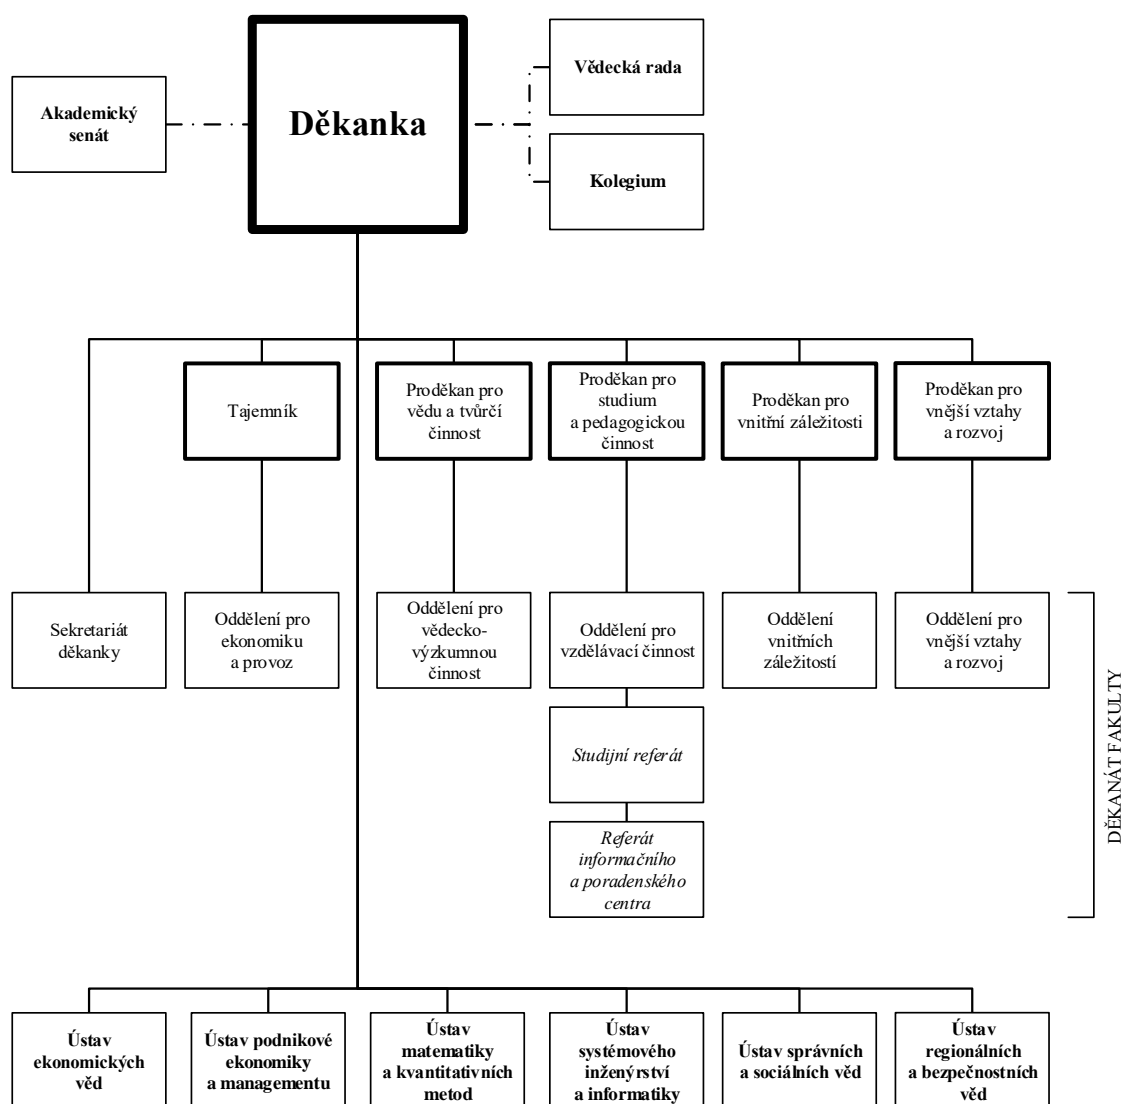 Vědecká rada
Akademický
senát
Děkanka
Kolegium
Tajemník
Proděkan pro
vědu a tvůrčí
činnost
Proděkan pro
studium
a pedagogickou
činnost
Proděkan pro
vnitřní záležitosti
Proděkan pro
vnější vztahy
a rozvoj
Sekretariát
děkanky
Oddělení pro
ekonomiku
a provoz
Oddělení pro
vědecko-
výzkumnou
činnost
Oddělení pro
vzdělávací činnost
Oddělení
vnitřních
záležitostí
Oddělení pro
vnější vztahy
a rozvoj
Studijní referát
Referát
informačního
a poradenského
centra
DĚKANÁT FAKULTY
Ústav
ekonomických
věd
Ústav podnikové
ekonomiky
a managementu
Ústav
matematiky
a kvantitativních
metod
Ústav
systémového
inženýrství
a informatiky
Ústav správních
a sociálních věd
Ústav
regionálních
a bezpečnostních
věd